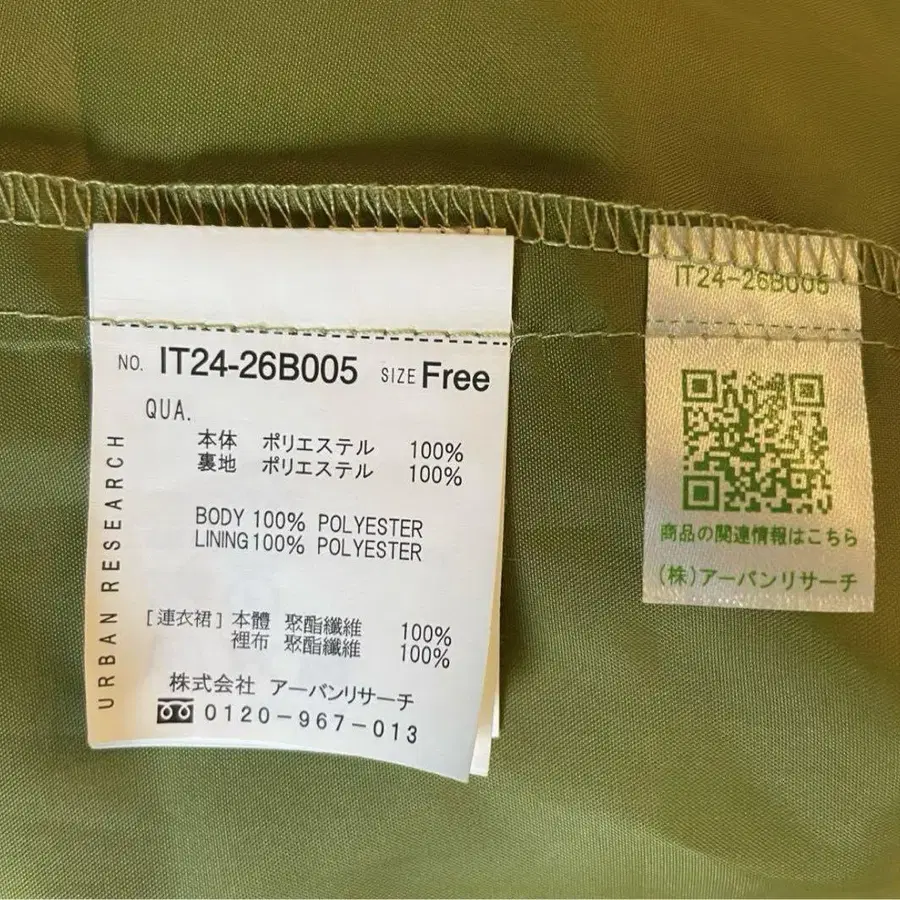 NO. IT24-26B005 SIZE Free
QUA.
本体 ポリエステル 100%
裏地 ポリエステル 100%
BODY 100% POLYESTER
LINING 100% POLYESTER
[連衣裙] 本體 聚酯纖維 100%
裡布 聚酯纖維 100%
株式会社 アーバンリサーチ
0120-967-013
URBAN RESEARCH
IT24-26B005
商品の関連情報はこちら
(株)アーバンリサーチ